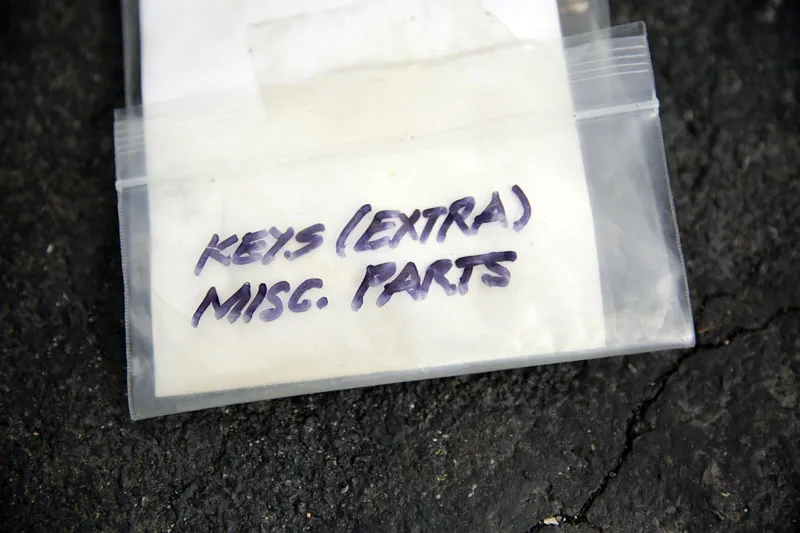 KEYS (EXTRA)
MISC. PARTS